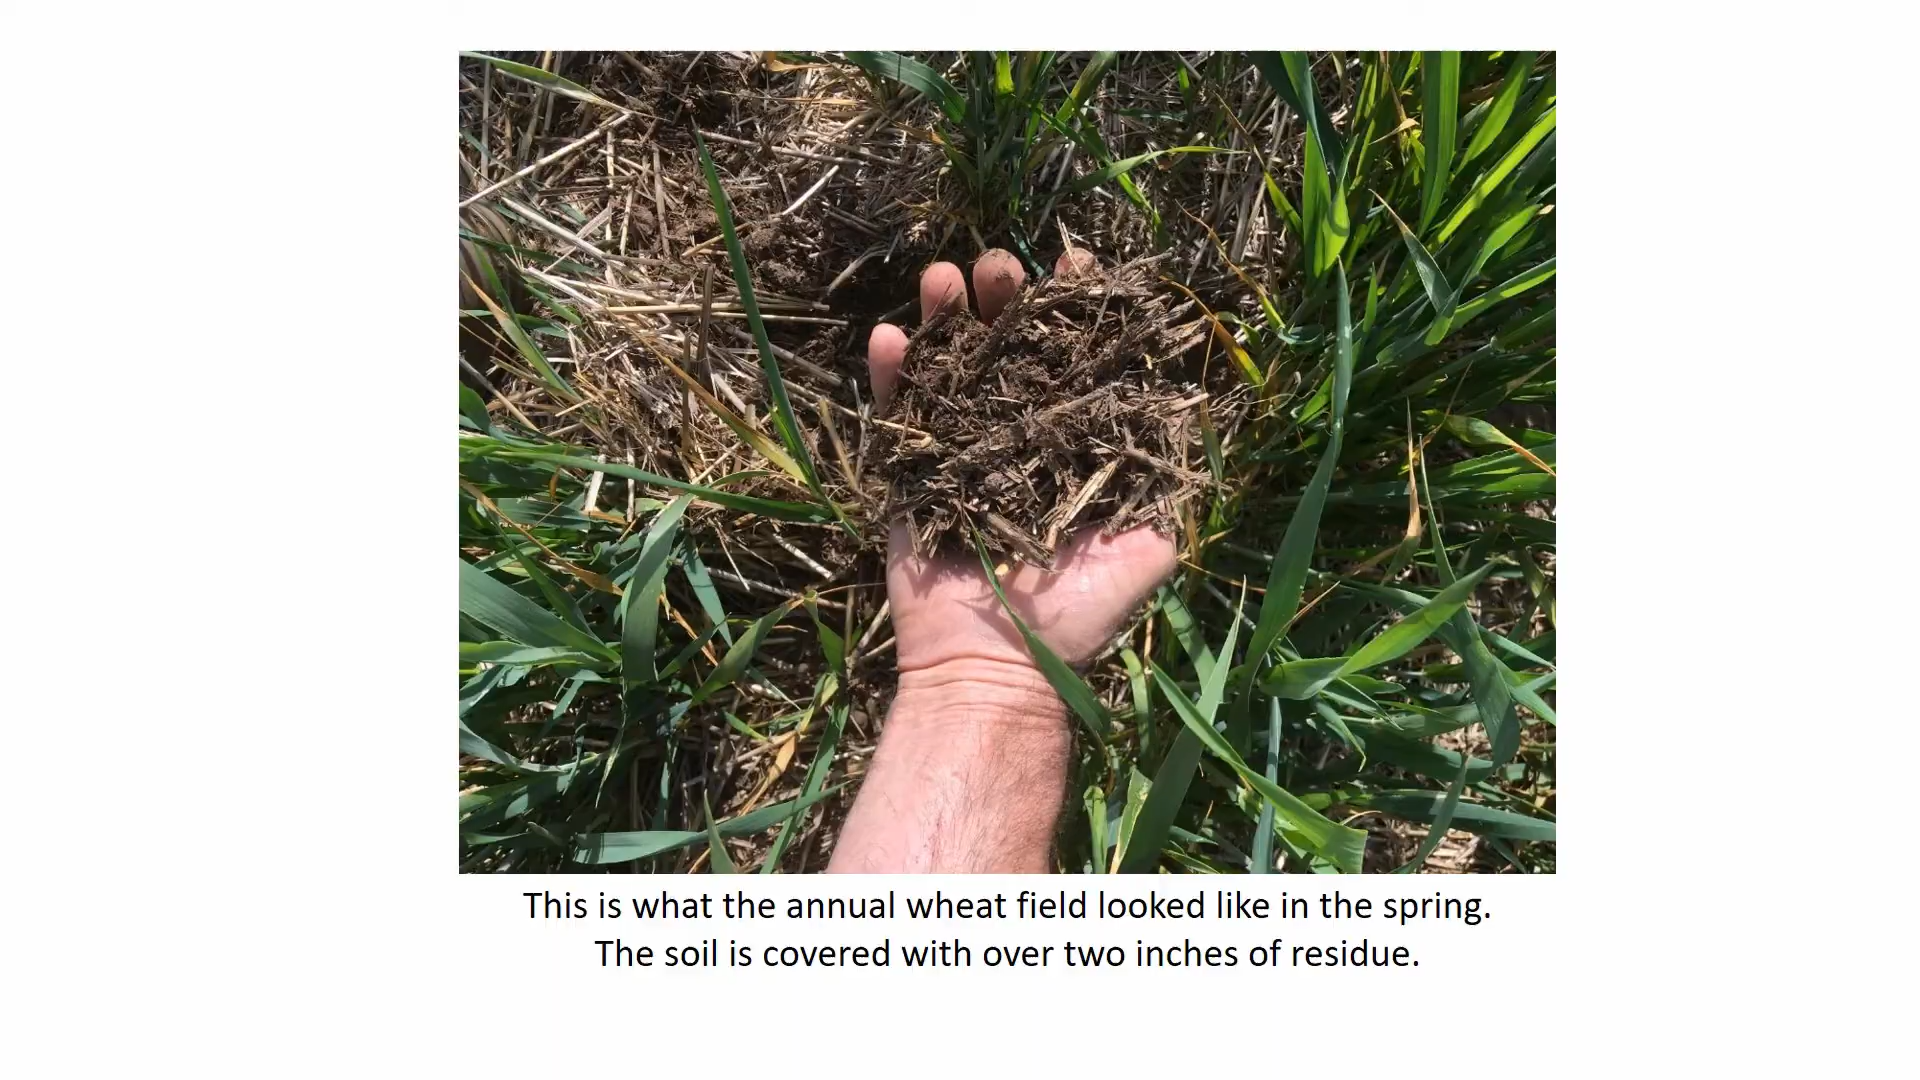 This is what the annual wheat field looked like in the spring.
The soil is covered with over two inches of residue.